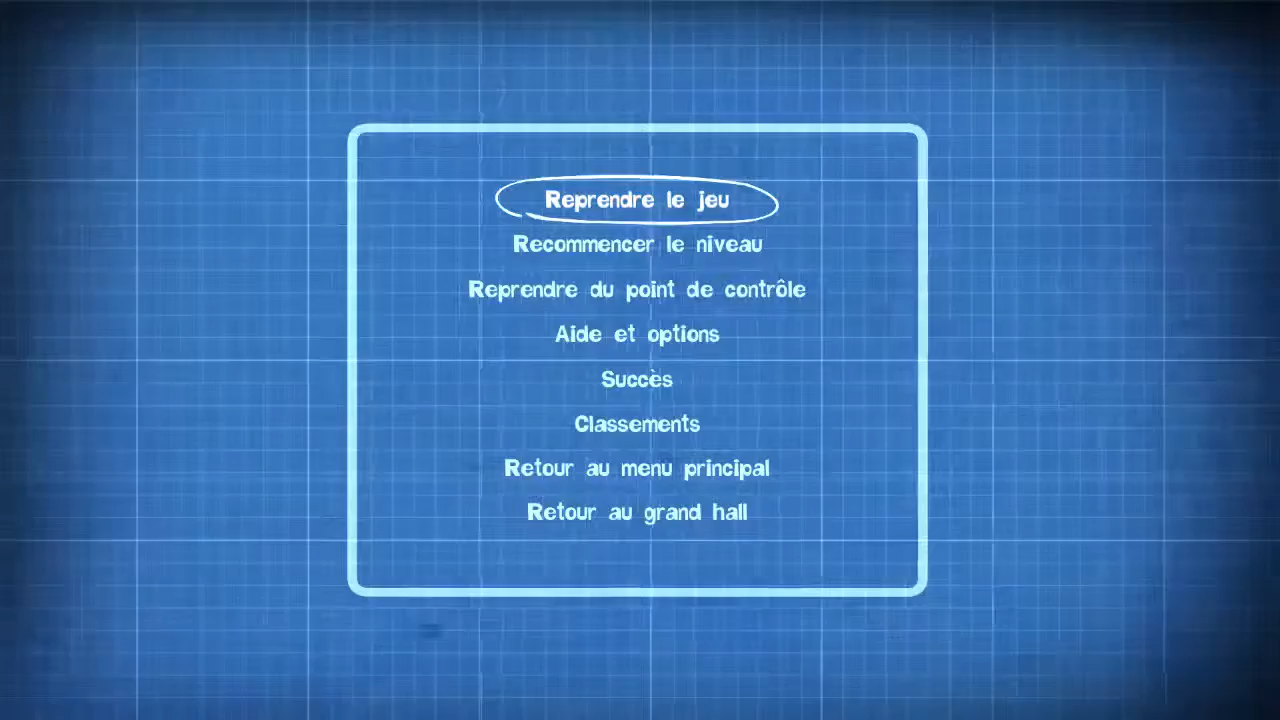 Reprendre le jeu
Recommencer le niveau
Reprendre du point de contrôle
Aide et options
Succès
Classements
Retour au menu principal
Retour au grand hall